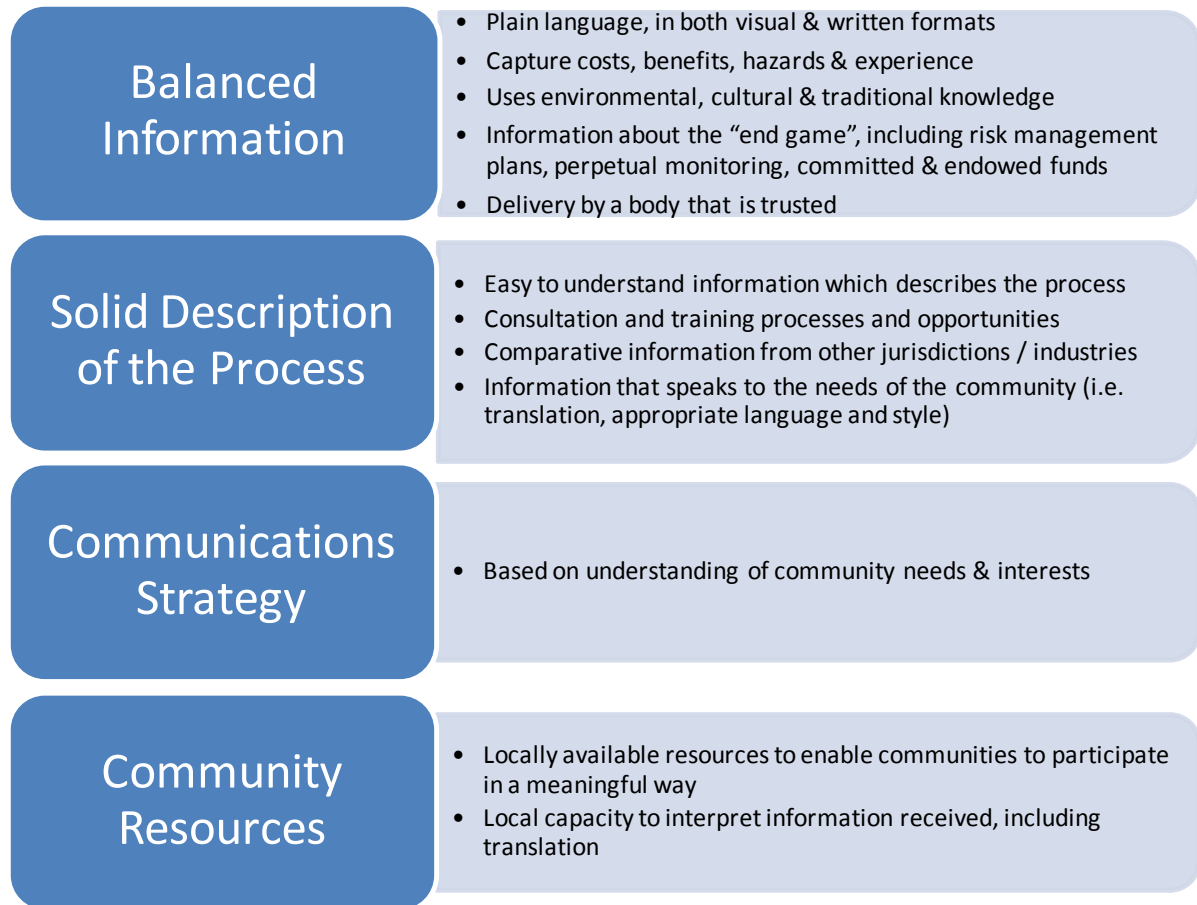 Balanced
Information
• Plain language, in both visual & written formats
• Capture costs, benefits, hazards & experience
• Uses environmental, cultural & traditional knowledge
• Information about the “end game”, including risk management
plans, perpetual monitoring, committed & endowed funds
• Delivery by a body that is trusted
Solid Description
of the Process
• Easy to understand information which describes the process
• Consultation and training processes and opportunities
• Comparative information from other jurisdictions / industries
• Information that speaks to the needs of the community (i.e.
translation, appropriate language and style)
Communications
Strategy
• Based on understanding of community needs & interests
Community
Resources
• Locally available resources to enable communities to participate
in a meaningful way
• Local capacity to interpret information received, including
translation